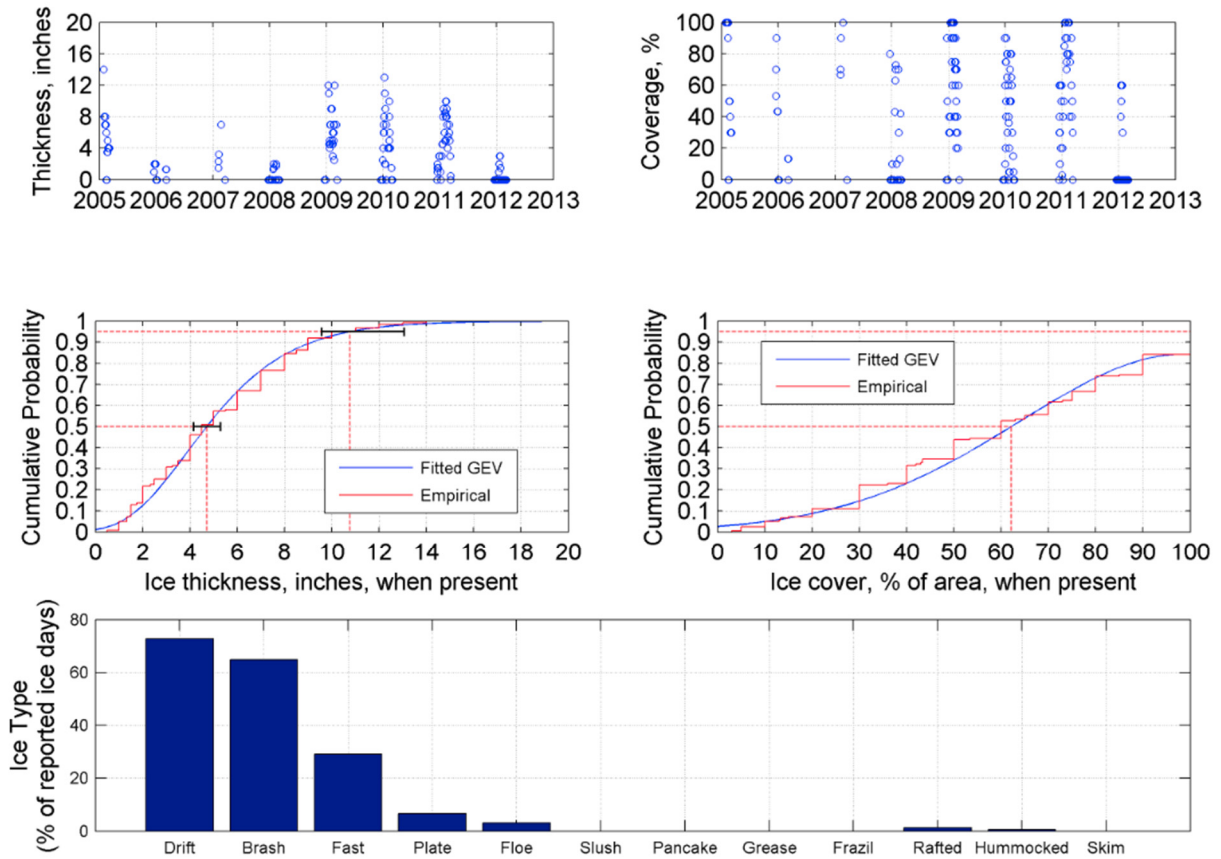 Thickness, inches
20
16
12
8
4
0
2005 2006 2007 2008 2009 2010 2011 2012 2013
Coverage, %
100
80
60
40
20
0
2005 2006 2007 2008 2009 2010 2011 2012 2013
Cumulative Probability
1
0.9
0.8
0.7
0.6
0.5
0.4
0.3
0.2
0.1
0
Fitted GEV
Empirical
0 2 4 6 8 10 12 14 16 18 20
Ice thickness, inches, when present
Cumulative Probability
1
0.9
0.8
0.7
0.6
0.5
0.4
0.3
0.2
0.1
0
Fitted GEV
Empirical
0 10 20 30 40 50 60 70 80 90 100
Ice cover, % of area, when present
Ice Type
(% of reported ice days)
80
60
40
20
0
Drift Brash Fast Plate Floe Slush Pancake Grease Frazil Rafted Hummocked Skim